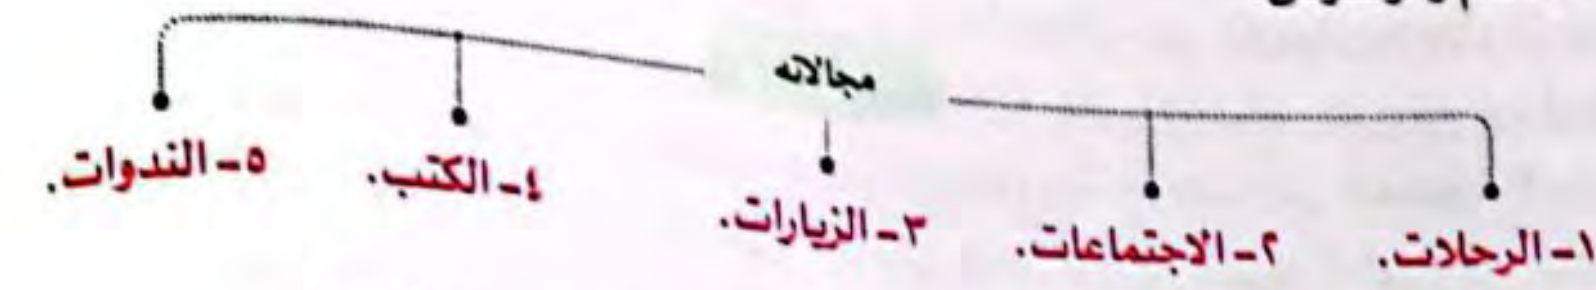 مجالاته
١- الرحلات.
٢- الاجتماعات.
٣- الزيارات.
٤- الكتب.
٥- الندوات.